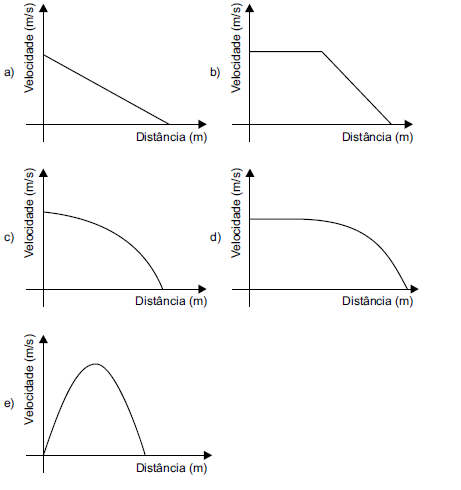 a)
Velocidade (m/s)
Distância (m)
b)
Velocidade (m/s)
Distância (m)
c)
Velocidade (m/s)
Distância (m)
d)
Velocidade (m/s)
Distância (m)
e)
Velocidade (m/s)
Distância (m)